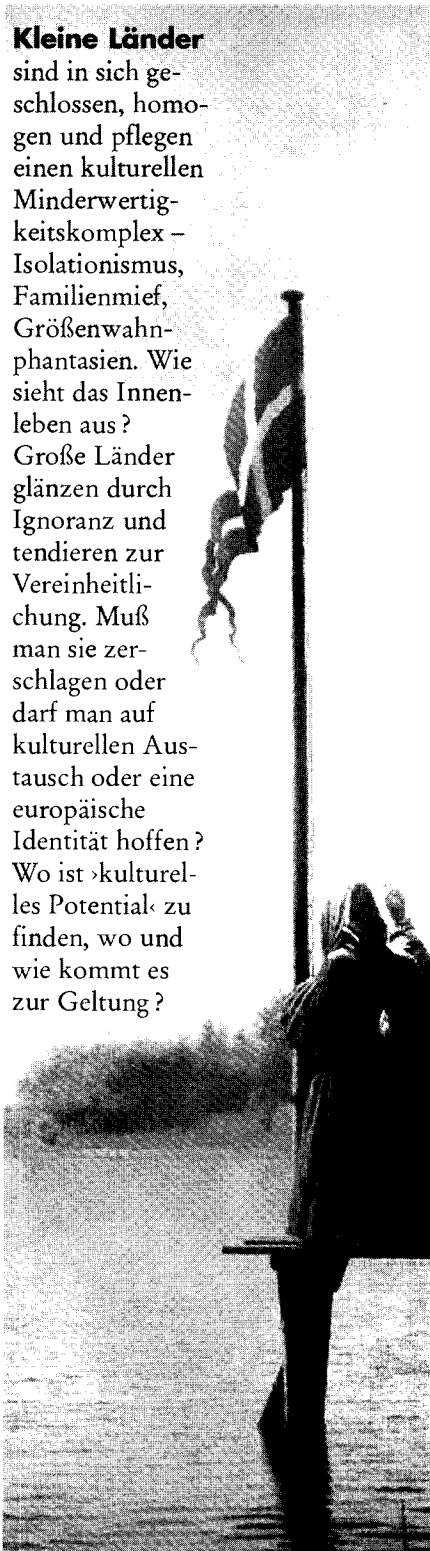 Kleine Länder
sind in sich ge-
schlossen, homo-
gen und pflegen
einen kulturellen
Minderwertig-
keitskomplex –
Isolationismus,
Familienmief,
Größenwahn-
phantasien. Wie
sieht das Innen-
leben aus?
Große Länder
glänzen durch
Ignoranz und
tendieren zur
Vereinheitli-
chung. Muß
man sie zer-
schlagen oder
darf man auf
kulturellen Aus-
tausch oder eine
europäische
Identität hoffen?
Wo ist ›kulturel-
les Potential‹ zu
finden, wo und
wie kommt es
zur Geltung?